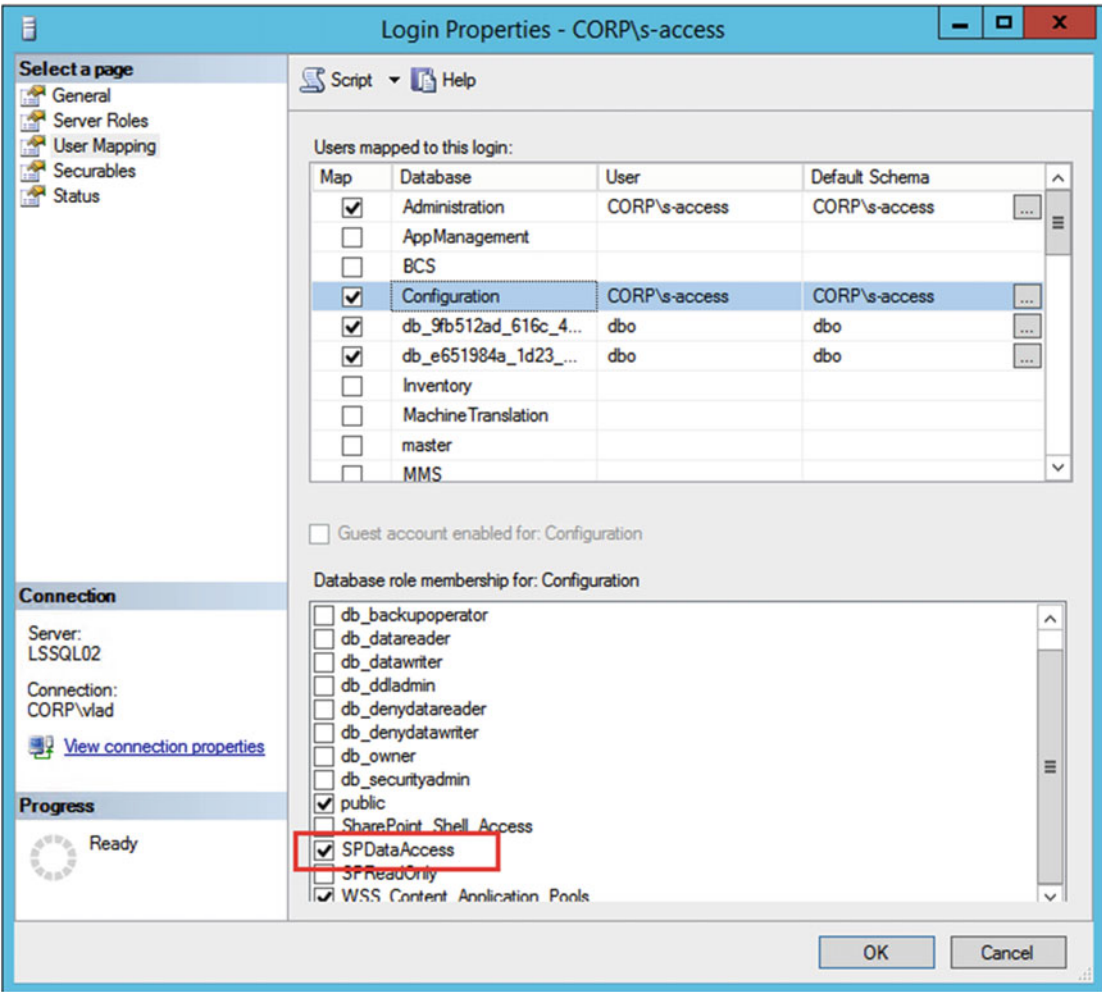 Login Properties - CORP\s-access
Select a page
General
Server Roles
User Mapping
Securables
Status
Script Help
Users mapped to this login:
Map Database User Default Schema
Administration CORP\s-access CORP\s-access ...
AppManagement
BCS
Configuration CORP\s-access CORP\s-access ...
db_9fb512ad_616c_4... dbo dbo ...
db_e651984a_1d23_... dbo dbo ...
Inventory
MachineTranslation
master
MMS
Guest account enabled for: Configuration
Database role membership for: Configuration
db_backupoperator
db_datareader
db_datawriter
db_ddladmin
db_denydatareader
db_denydatawriter
db_owner
db_securityadmin
public
SharePoint_Shell_Access
SPDataAccess
SPReadOnly
WSS_Content_Application_Pools
Connection
Server:
LSSQL02
Connection:
CORP\vlad
View connection properties
Progress
Ready
OK Cancel